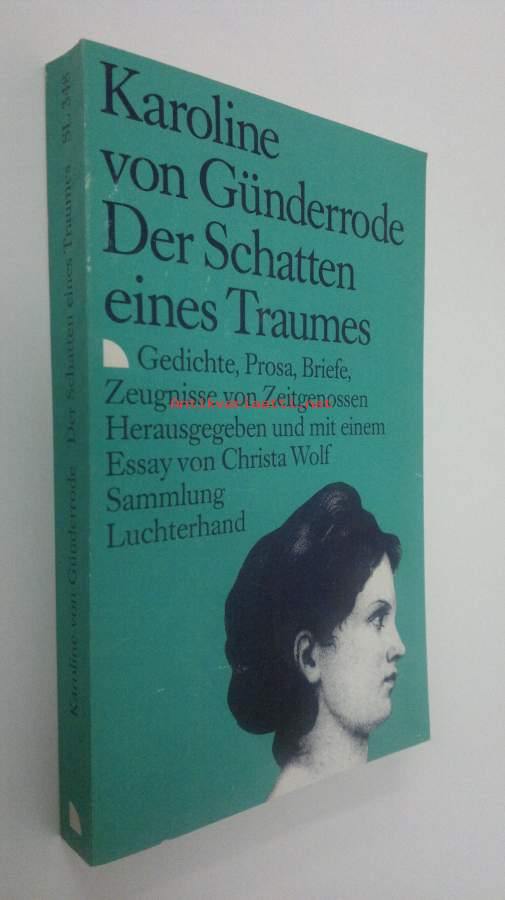 Karoline
von Günderrode
Der Schatten
eines Traumes
Gedichte, Prosa, Briefe,
Zeugnisse von Zeitgenossen
Herausgegeben und mit einem
Essay von Christa Wolf
Sammlung
Luchterhand
Karoline von Günderrode Der Schatten eines Traumes SL 348